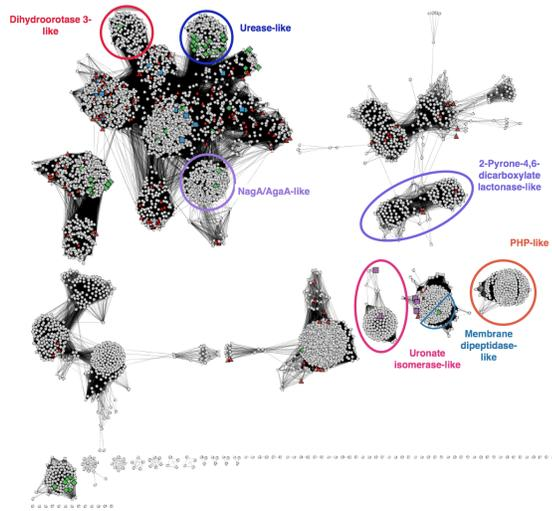 Dihydroorotase 3-
like
Urease-like
NagA/AgaA-like
2-Pyrone-4,6-
dicarboxylate
lactonase-like
PHP-like
Uronate
isomerase-like
Membrane
dipeptidase-
like